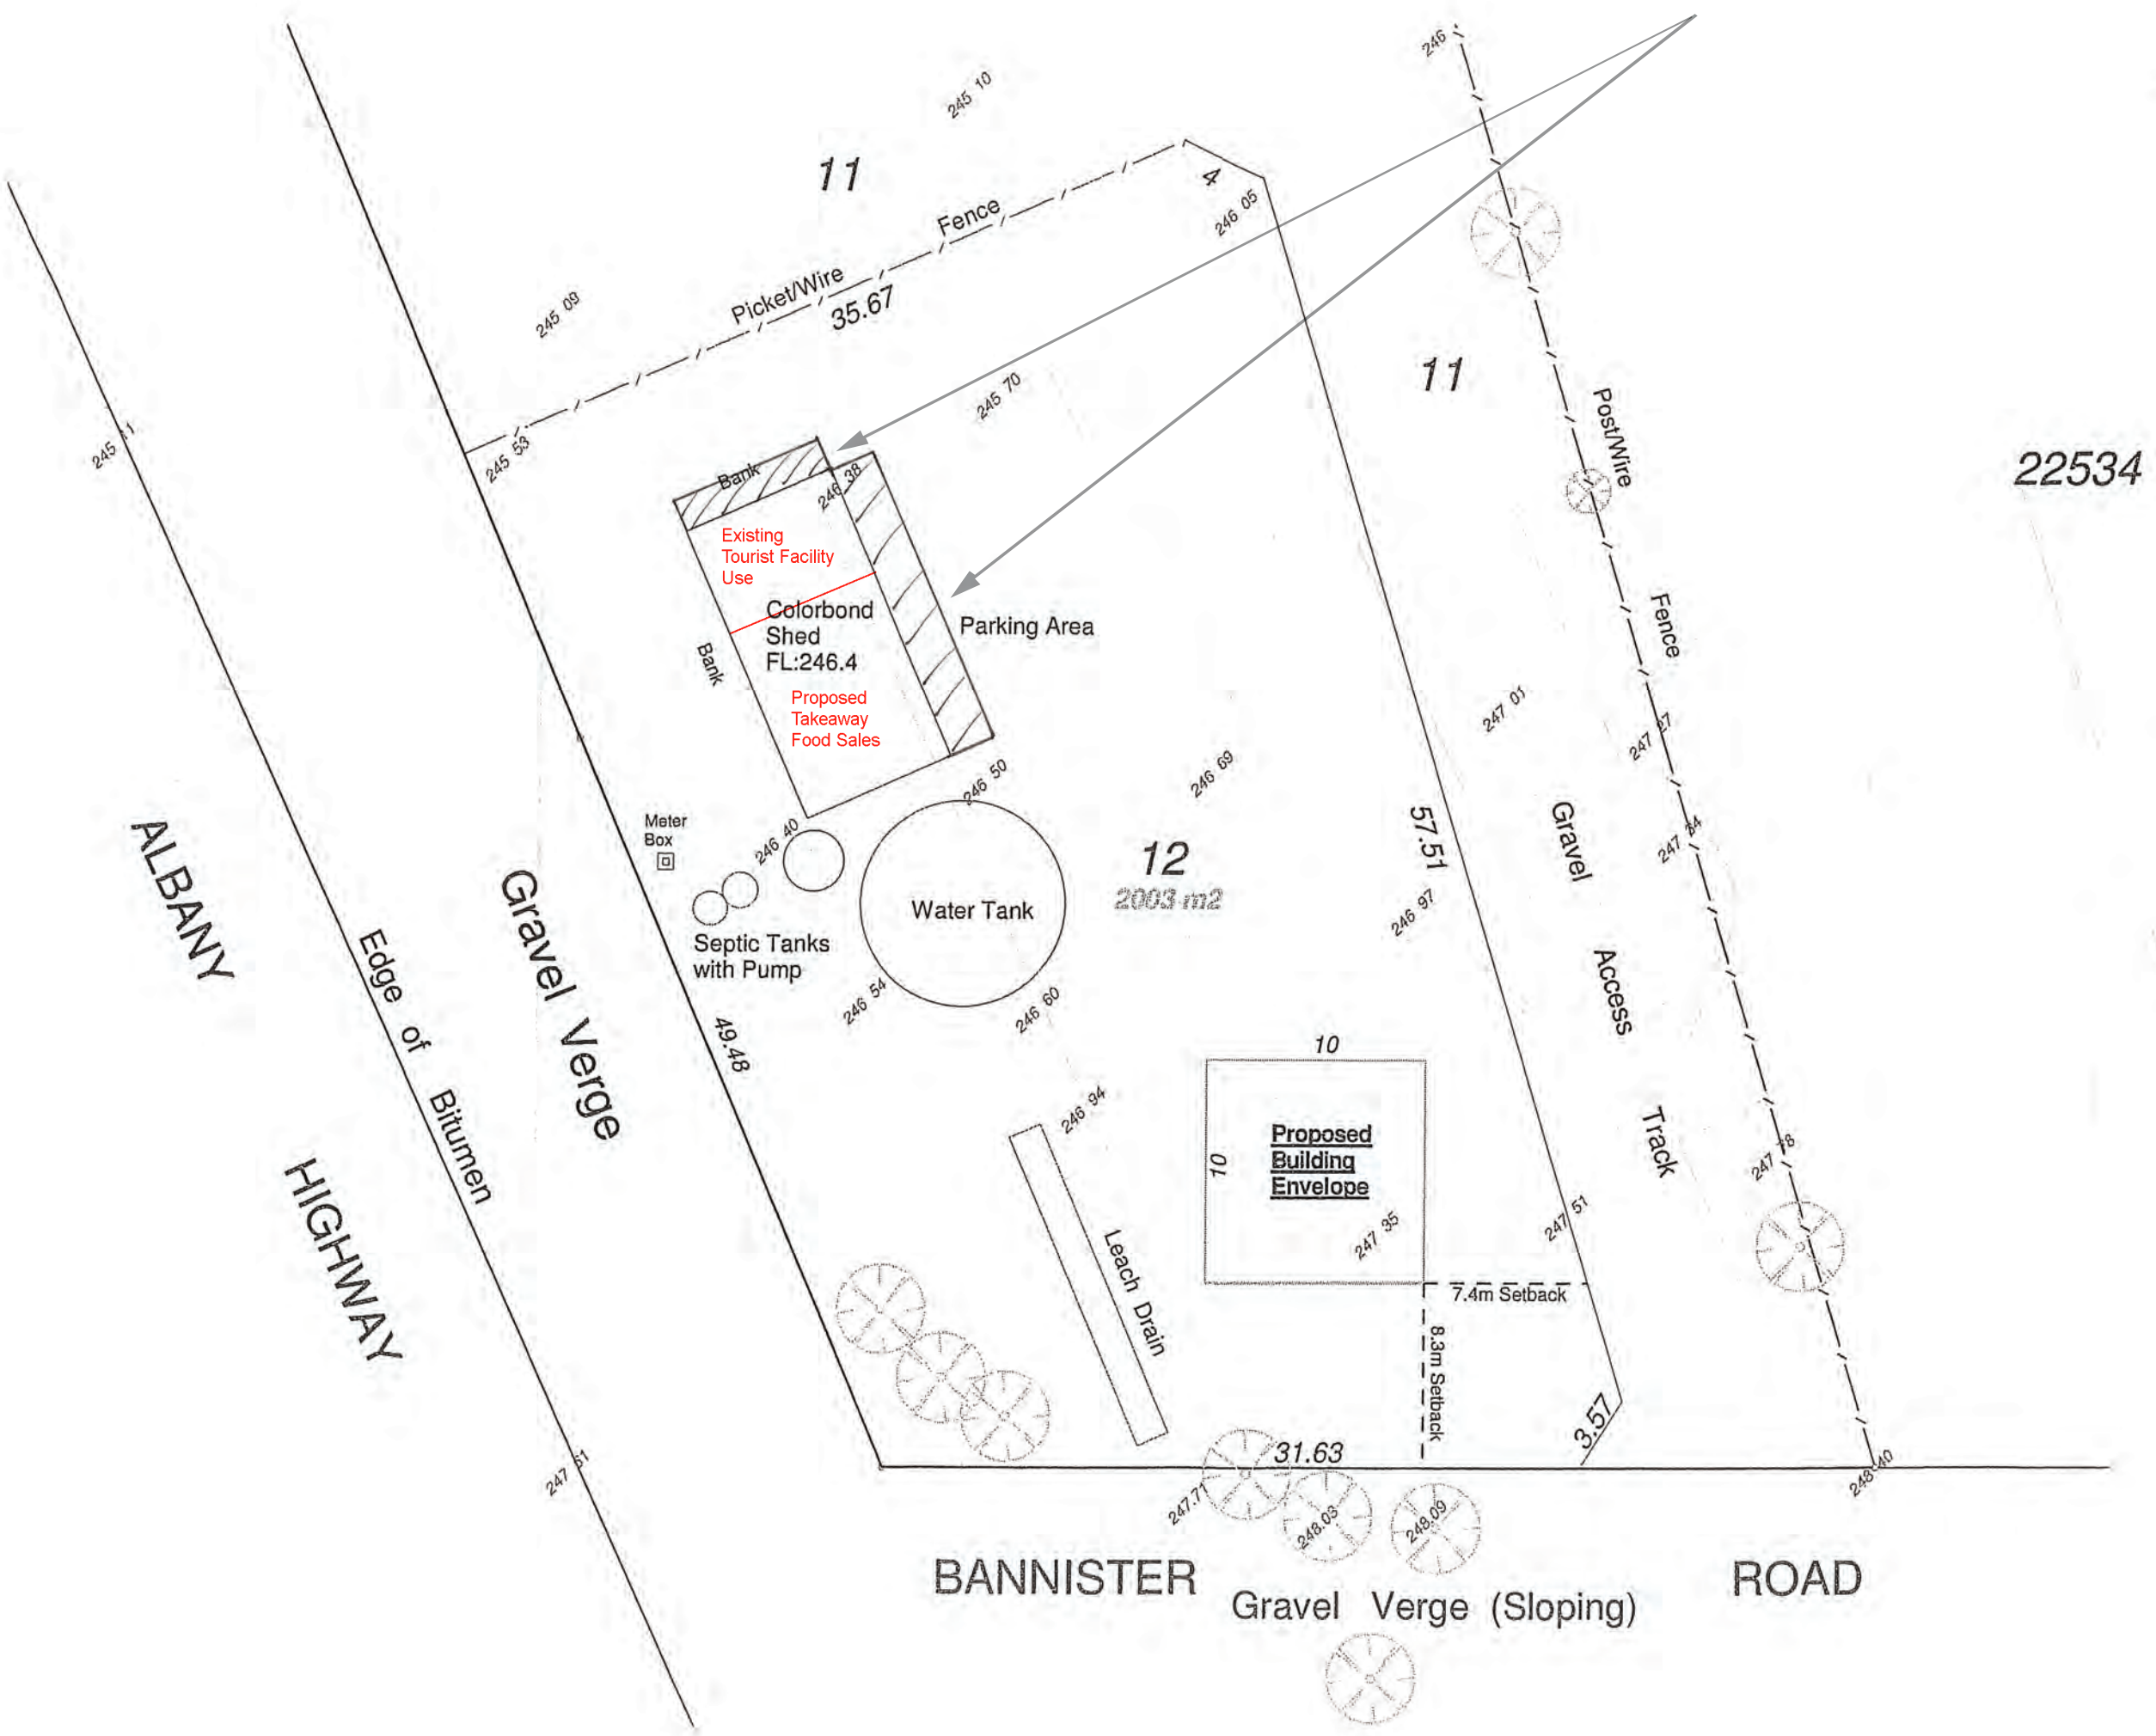 246
245 10
11
4
246 05
Fence
Picket/Wire
35.67
245 09
245 70
11
Post/Wire
22534
245 53
Bank
246 38
Existing
Tourist Facility
Use
Colorbond
Shed
FL:246.4
Bank
Parking Area
Fence
Proposed
Takeaway
Food Sales
247 01
246 50
246 69
Meter
Box
246 40
12
2003 m2
57.51
Gravel
Access
Track
ALBANY
HIGHWAY
Edge of Bitumen
Gravel Verge
Water Tank
Septic Tanks
with Pump
246 97
246 54
246 60
49.48
10
246 94
10
Proposed
Building
Envelope
247 35
247 51
Leach Drain
7.4m Setback
8.3m Setback
3.57
31.63
247.71
248.03
248.09
248 40
BANNISTER ROAD
Gravel Verge (Sloping)